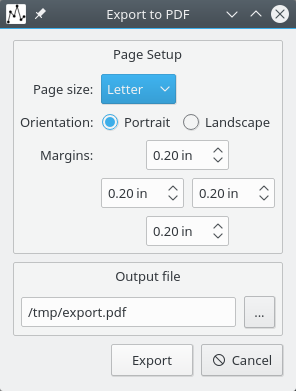 Export to PDF
Page Setup
Page size: Letter
Orientation: Portrait Landscape
Margins: 0.20 in
0.20 in 0.20 in
0.20 in
Output file
/tmp/export.pdf ...
Export Cancel